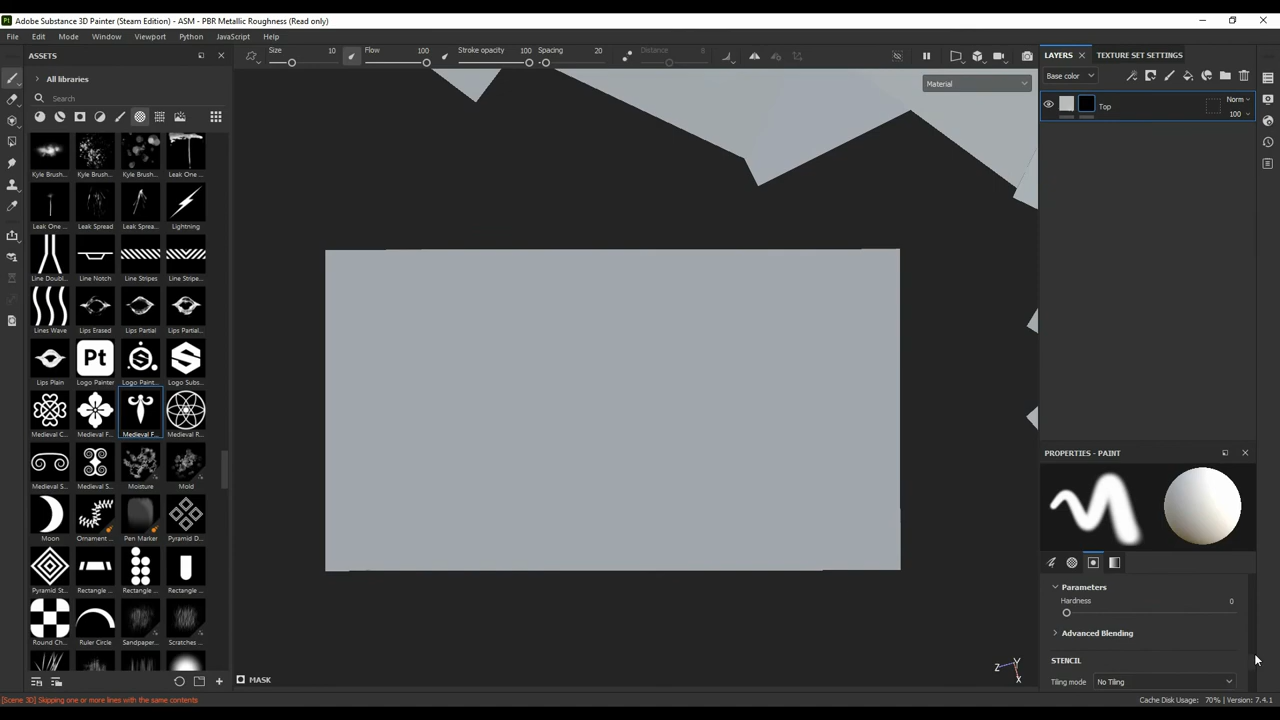 Adobe Substance 3D Painter (Steam Edition) - ASM - PBR Metallic Roughness (Read only)
File Edit Mode Window Viewport Python JavaScript Help
ASSETS
Size 10 Flow 100 Stroke opacity 100 Spacing 20 Distance 8
LAYERS TEXTURE SET SETTINGS
All libraries
Base color
Search
Material
Top
Norm
100
Kyle Brush... Kyle Brush... Kyle Brush... Leak One ...
Leak One ... Leak Spread Leak Sprea... Lightning
Line Doubl... Line Notch Line Stripes Line Stripe...
Lines Wave Lips Erased Lips Partial Lips Partial...
Pt
Lips Plain Logo Painter Logo Paint... Logo Subs...
Medieval C... Medieval F... Medieval F... Medieval R...
PROPERTIES - PAINT
Medieval S... Medieval S... Moisture Mold
Moon Ornament ... Pen Marker Pyramid D...
Pyramid St... Rectangle ... Rectangle ... Rectangle ...
Parameters
Hardness 0
Round Ch... Ruler Circle Sandpaper... Scratches ...
Advanced Blending
STENCIL
Tiling mode No Tiling
Z Y X
MASK
[Scene 3D] Skipping one or more lines with the same contents
Cache Disk Usage: 70% | Version: 7.4.1